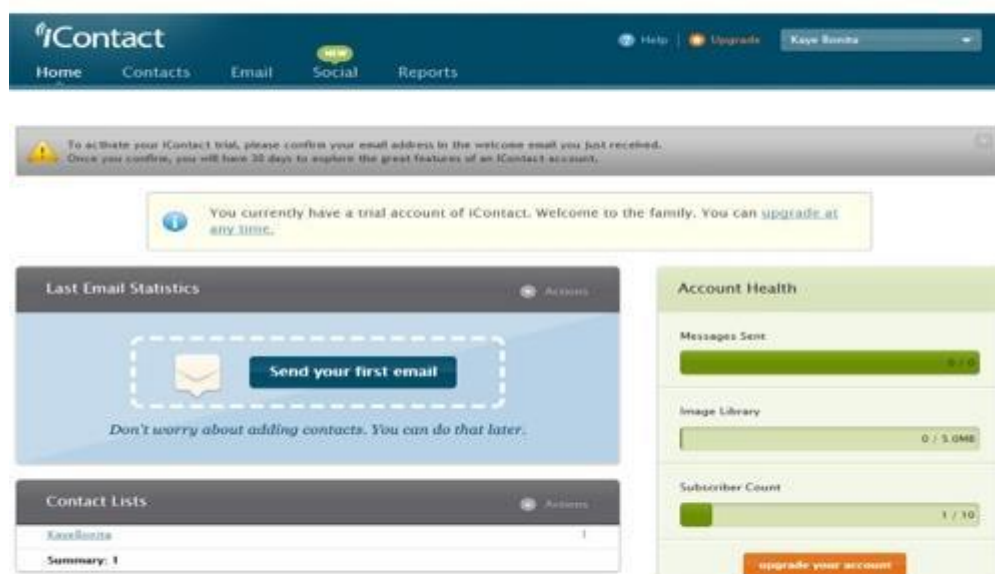 iContact
NEW
Help | Upgrade Kaye Bonita
Home Contacts Email Social Reports
To activate your iContact trial, please confirm your email address in the welcome email you just received.
Once you confirm, you will have 30 days to explore the great features of an iContact account.
You currently have a trial account of iContact. Welcome to the family. You can upgrade at
any time.
Last Email Statistics Actions
Send your first email
Don't worry about adding contacts. You can do that later.
Contact Lists Actions
KayeBonita 1
Summary: 1
Account Health
Messages Sent
0 / 0
Image Library
0 / 5.0MB
Subscriber Count
1 / 10
upgrade your account